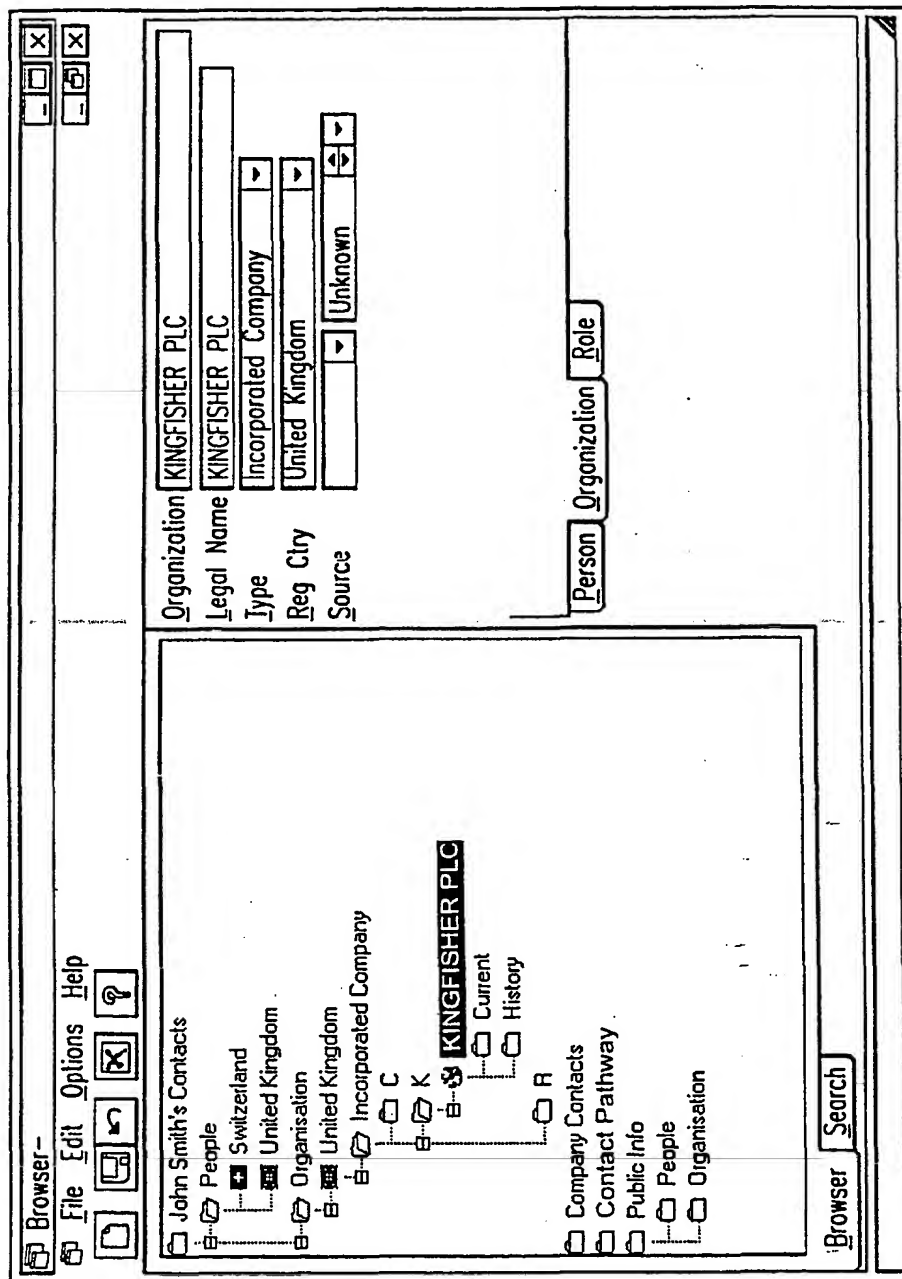 Browser-
File Edit Options Help
John Smith's Contacts
People
Switzerland
United Kingdom
Organisation
United Kingdom
Incorporated Company
C
K
KINGFISHER PLC
Current
History
R
Company Contacts
Contact Pathway
Public Info
People
Organisation
Browser Search
Organization KINGFISHER PLC
Legal Name KINGFISHER PLC
Type Incorporated Company
Reg Ctry United Kingdom
Source Unknown
Person Organization Role